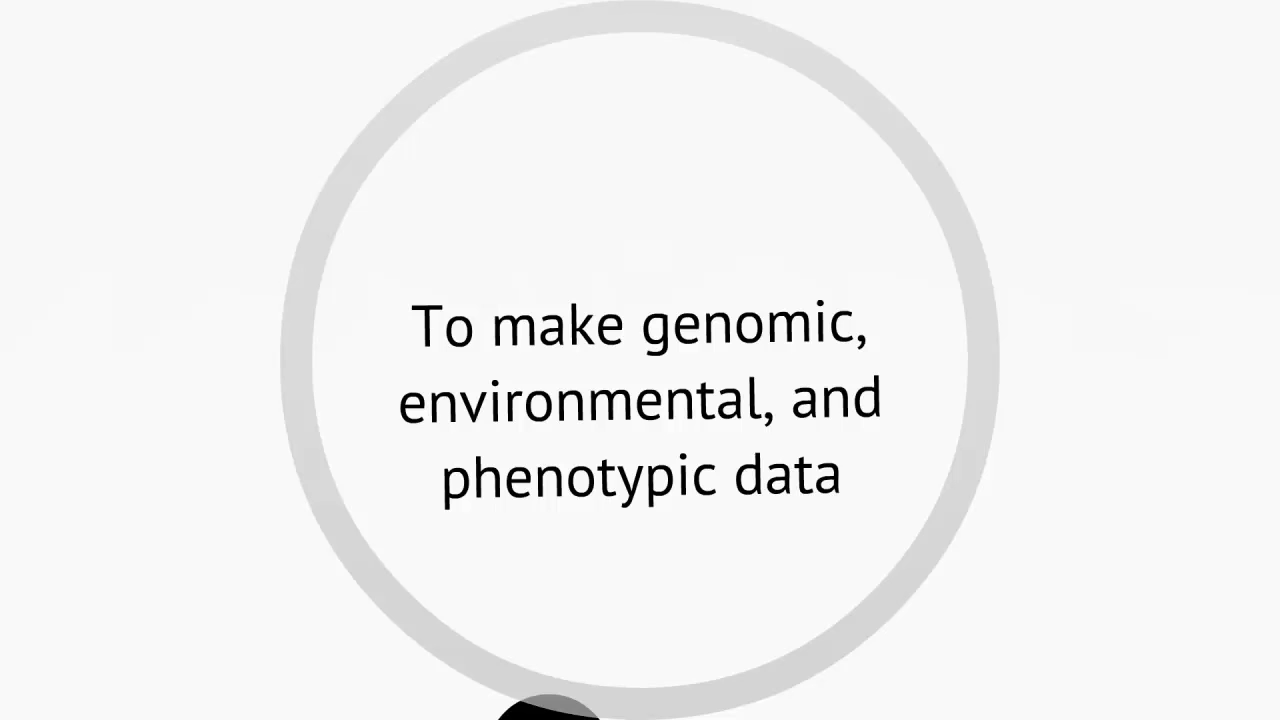 To make genomic,
environmental, and
phenotypic data